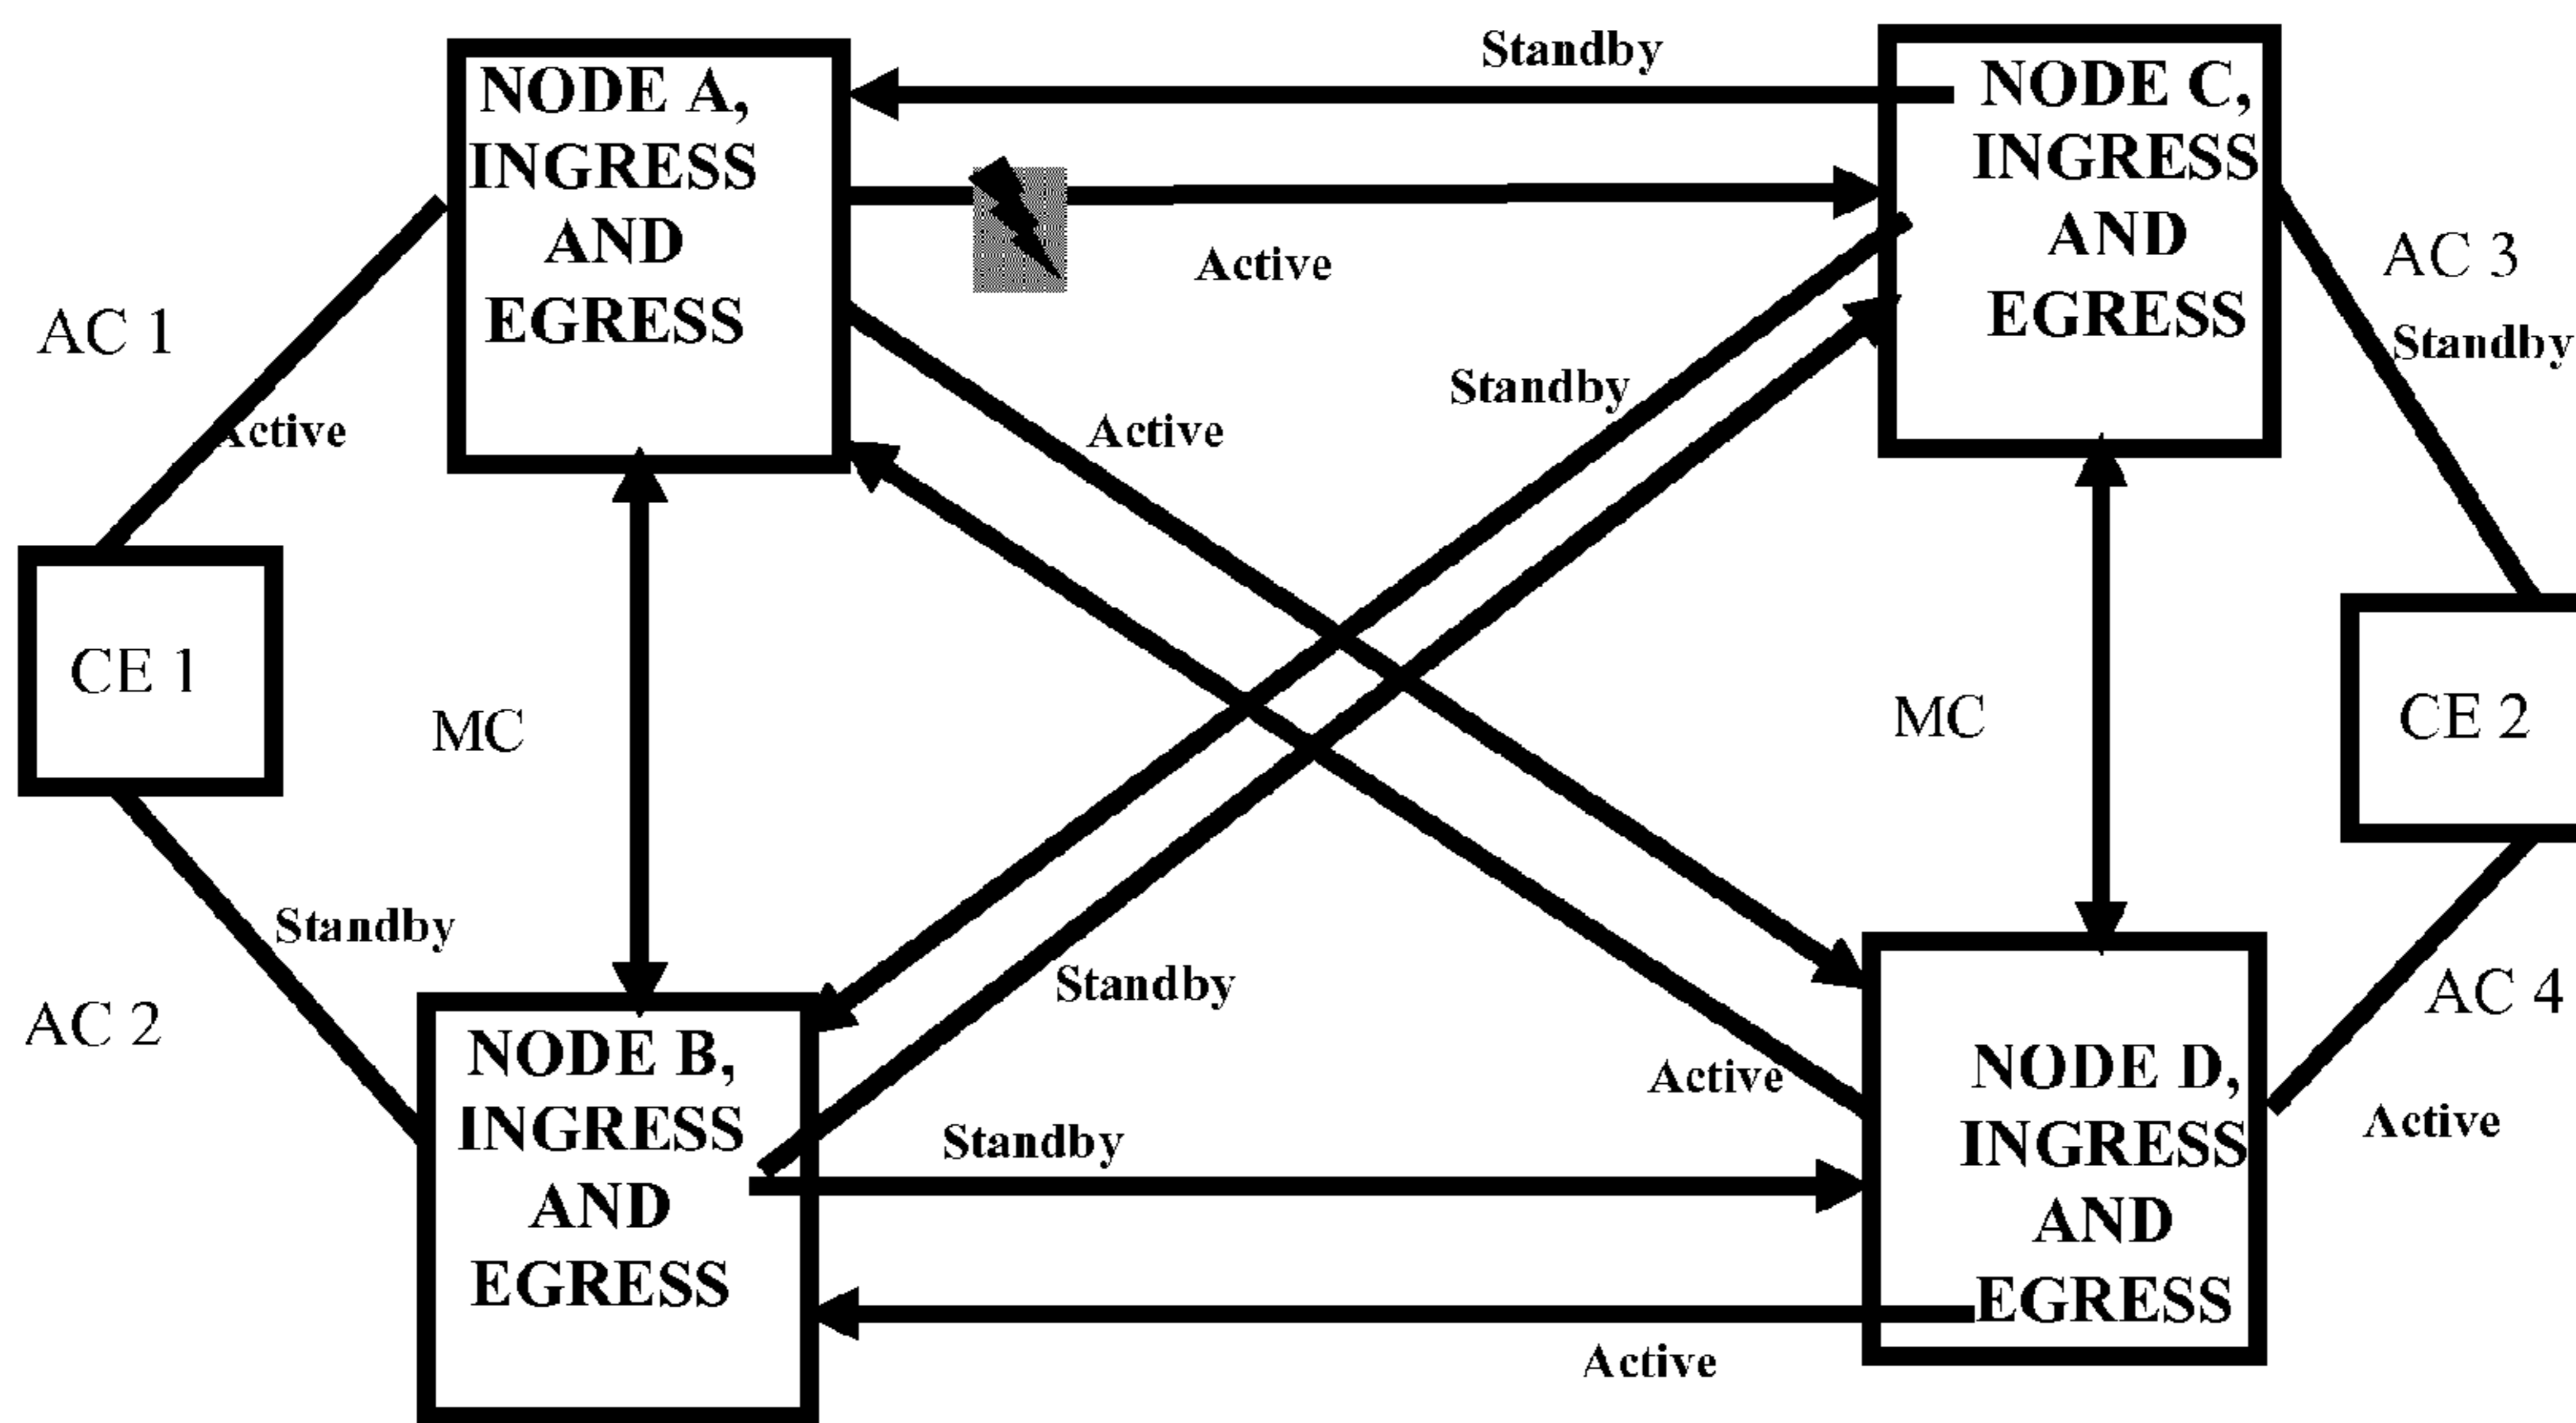 Standby
NODE A,
INGRESS
AND
EGRESS
NODE C,
INGRESS
AND
EGRESS
Active
AC 1
Active
AC 3
Standby
Standby
Active
CE 1
MC
MC
CE 2
Standby
AC 2
Standby
AC 4
Active
Active
NODE B,
INGRESS
AND
EGRESS
Standby
NODE D,
INGRESS
AND
EGRESS
Active